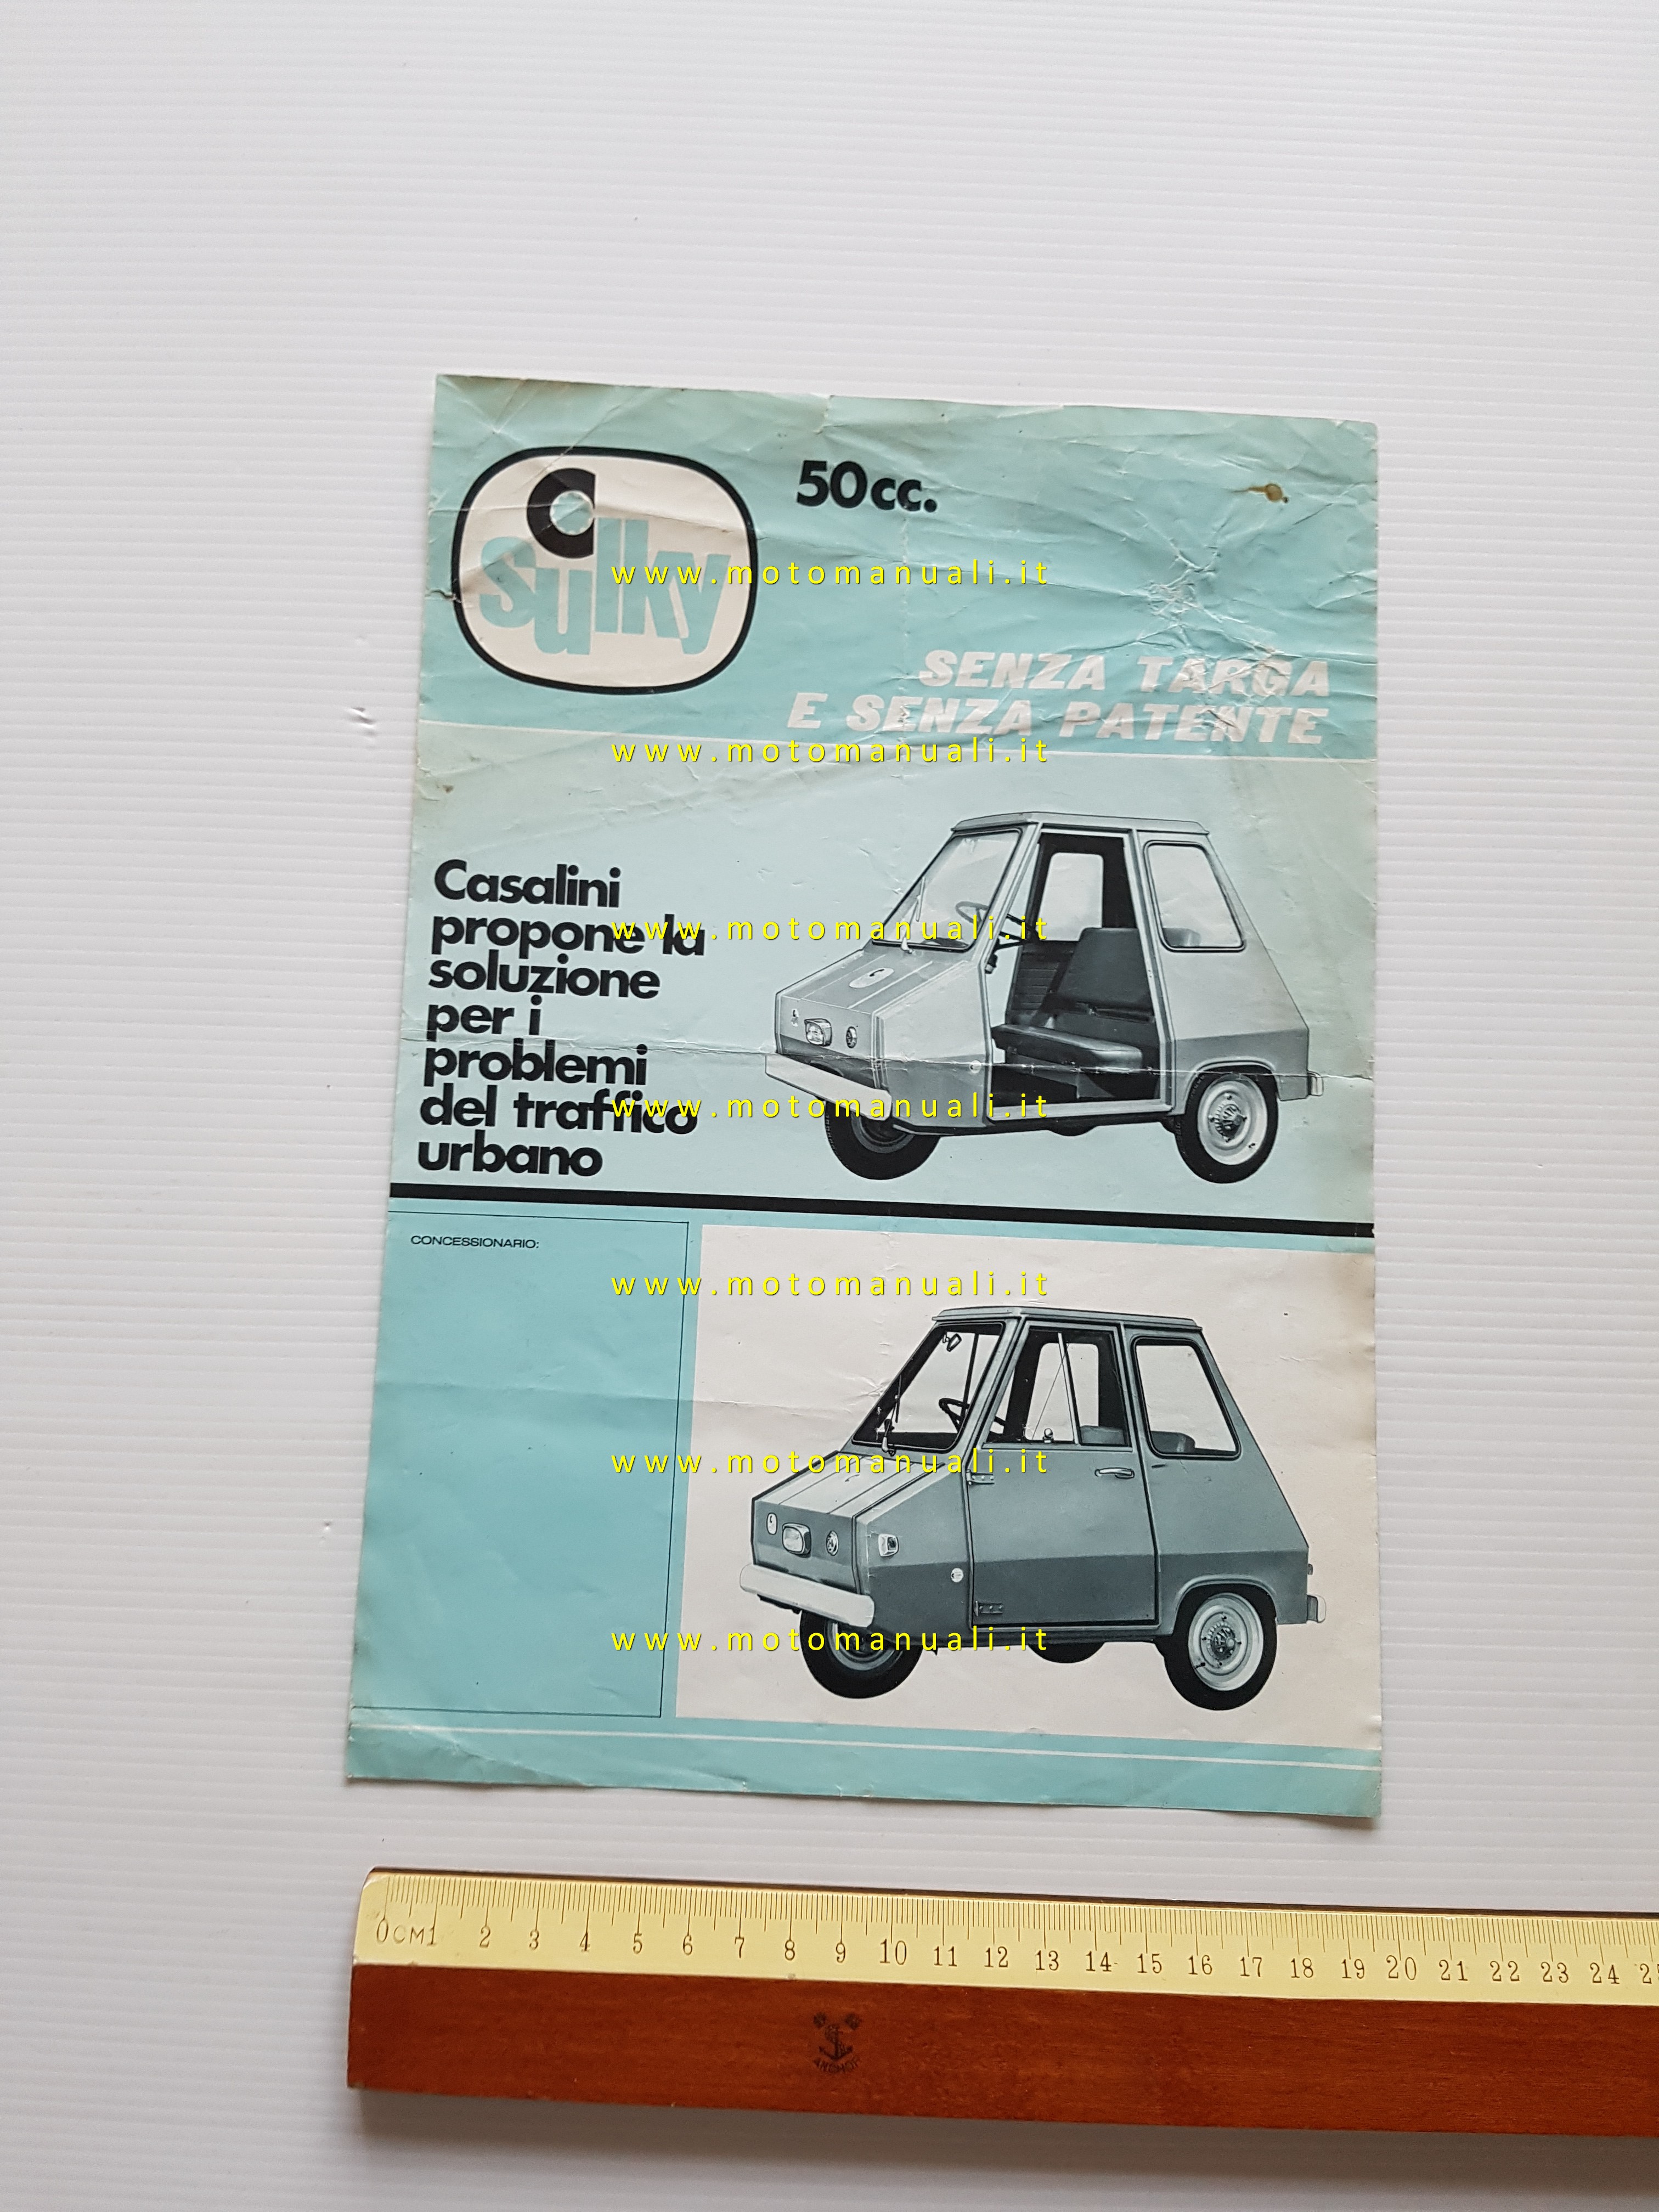 50cc.
C
sulky
www.motomanuali.it
SENZA TARGA
E SENZA PATENTE
www.motomanuali.it
Casalini
propone la
www.motomanuali.it
soluzione
per i
problemi
del traffico
www.motomanuali.it
urbano
CONCESSIONARIO:
www.motomanuali.it
www.motomanuali.it
www.motomanuali.it
0CM1 2 3 4 5 6 7 8 9 10 11 12 13 14 15 16 17 18 19 20 21 22 23 24
ANCHOR